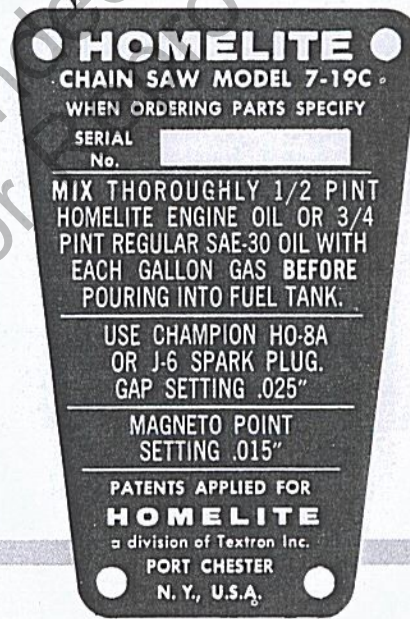 HOMELITE
CHAIN SAW MODEL 7-19C
WHEN ORDERING PARTS SPECIFY
SERIAL
No.
MIX THOROUGHLY 1/2 PINT
HOMELITE ENGINE OIL OR 3/4
PINT REGULAR SAE-30 OIL WITH
EACH GALLON GAS BEFORE
POURING INTO FUEL TANK.
USE CHAMPION HO-8A
OR J-6 SPARK PLUG.
GAP SETTING .025"
MAGNETO POINT
SETTING .015"
PATENTS APPLIED FOR
HOMELITE
a division of Textron Inc.
PORT CHESTER
N. Y., U.S.A.